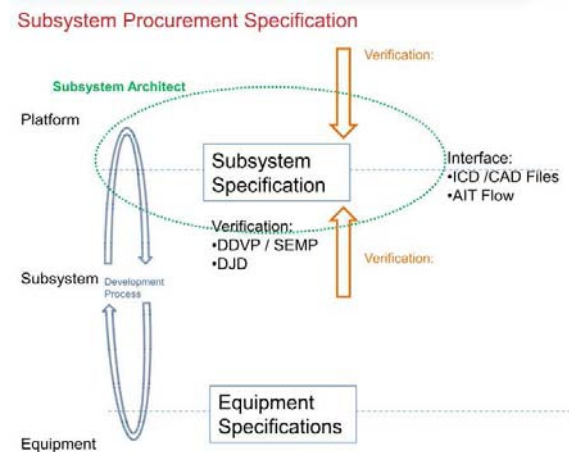 Subsystem Procurement Specification
Verification:
Subsystem Architect
Platform
Subsystem
Specification
Interface:
•ICD /CAD Files
•AIT Flow
Verification:
•DDVP / SEMP
•DJD
Verification:
Subsystem
Development
Process
Equipment
Specifications
Equipment